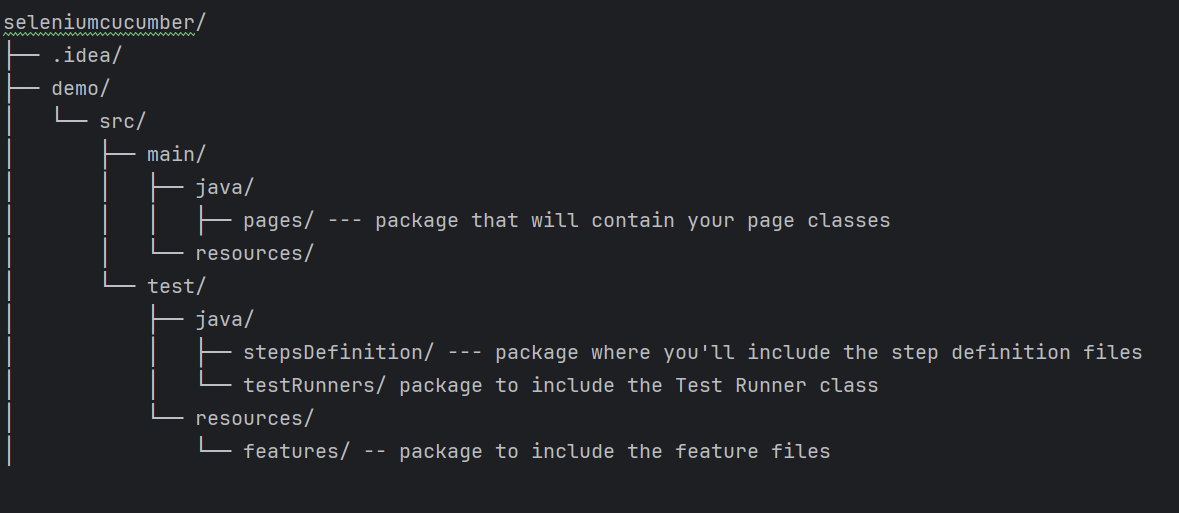 seleniumcucumber/
├── .idea/
├── demo/
│   └── src/
│       ├── main/
│       │   ├── java/
│       │   │   ├── pages/ --- package that will contain your page classes
│       │   └── resources/
│       └── test/
│           ├── java/
│           │   ├── stepsDefinition/ --- package where you'll include the step definition files
│           │   └── testRunners/ package to include the Test Runner class
│           └── resources/
│               └── features/ -- package to include the feature files